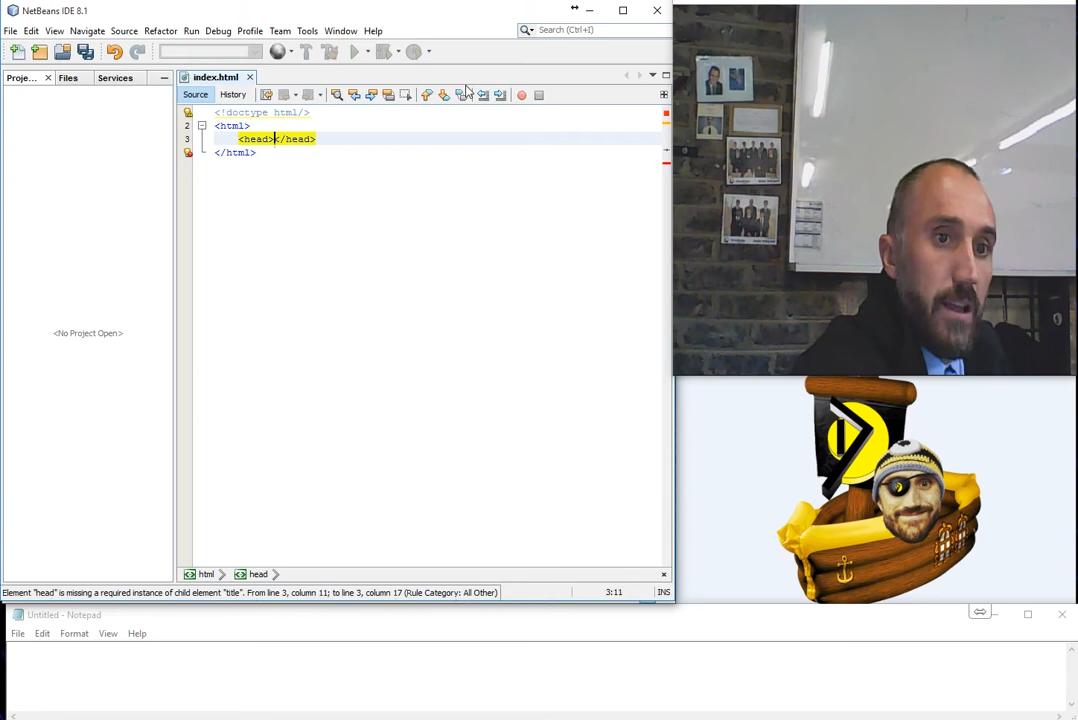 NetBeans IDE 8.1
File Edit View Navigate Source Refactor Run Debug Profile Team Tools Window Help
Search (Ctrl+I)
Proje... Files Services
index.html
Source History
<!doctype html/>
2 <html>
3 <head></head>
</html>
<No Project Open>
html head
Element "head" is missing a required instance of child element "title". From line 3, column 11; to line 3, column 17 (Rule Category: All Other)
3:11 INS
Untitled - Notepad
File Edit Format View Help